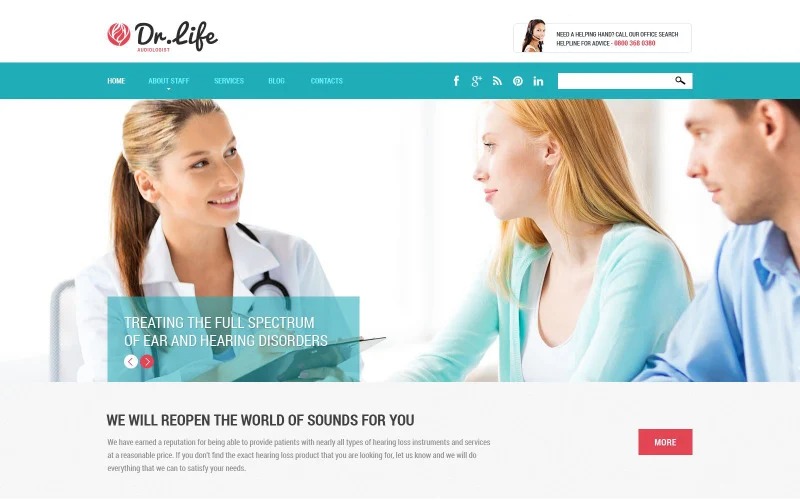 Dr.Life
AUDIOLOGIST
NEED A HELPING HAND? CALL OUR OFFICE SEARCH
HELPLINE FOR ADVICE - 0800 368 0380
HOME ABOUT STAFF SERVICES BLOG CONTACTS
TREATING THE FULL SPECTRUM
OF EAR AND HEARING DISORDERS
WE WILL REOPEN THE WORLD OF SOUNDS FOR YOU
We have earned a reputation for being able to provide patients with nearly all types of hearing loss instruments and services
at a reasonable price. If you don't find the exact hearing loss product that you are looking for, let us know and we will do
everything that we can to satisfy your needs.
MORE